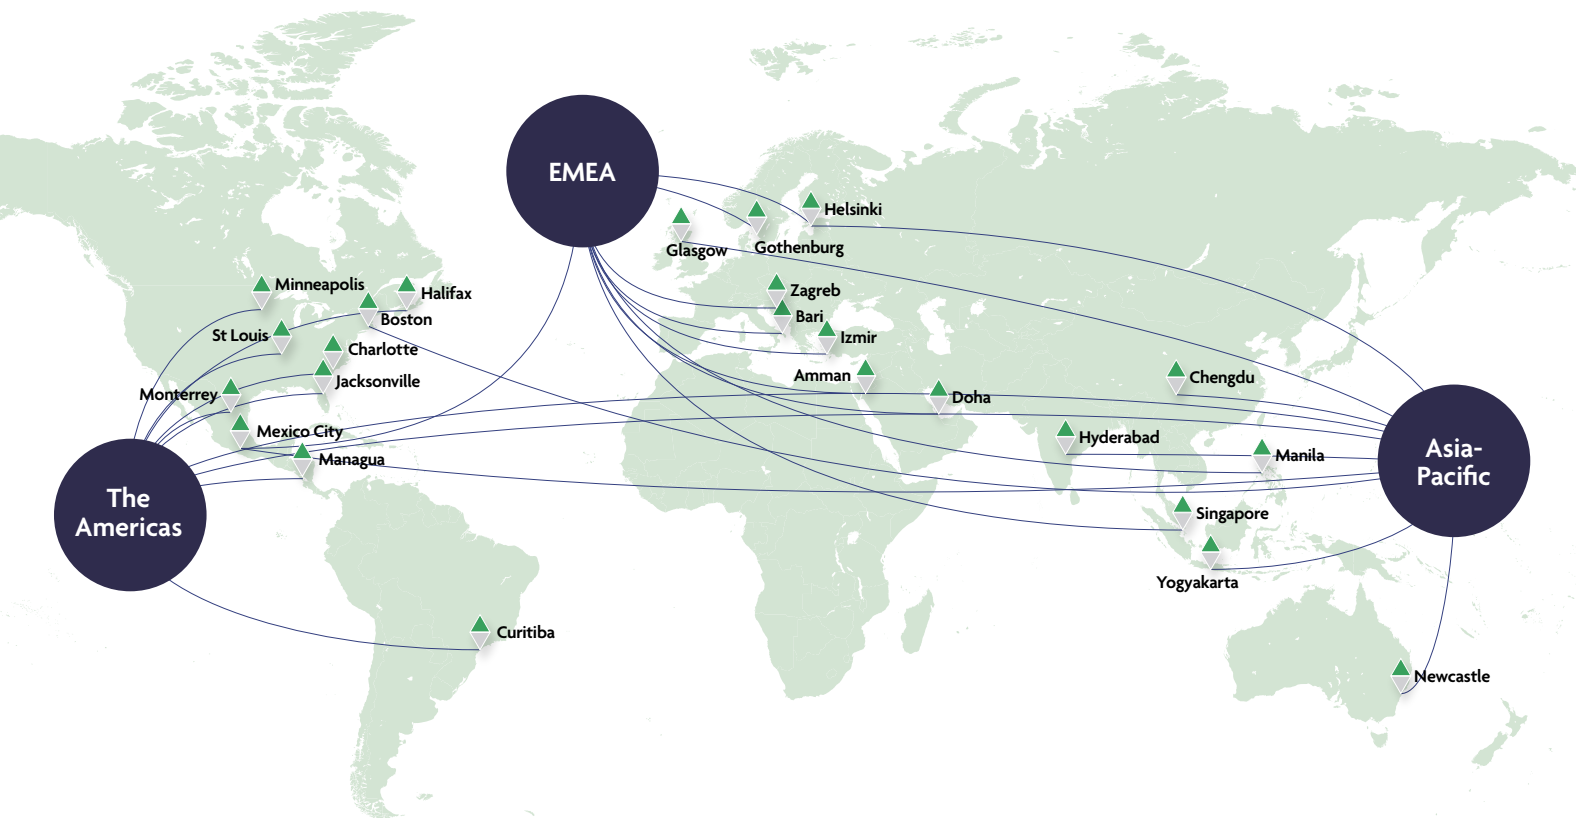 EMEA
Helsinki
Glasgow
Gothenburg
Minneapolis
Halifax
Zagreb
Boston
Bari
St Louis
Izmir
Charlotte
Amman
Chengdu
Jacksonville
Monterrey
Doha
Mexico City
Hyderabad
Managua
Manila
Asia-
Pacific
The
Americas
Singapore
Yogyakarta
Curitiba
Newcastle